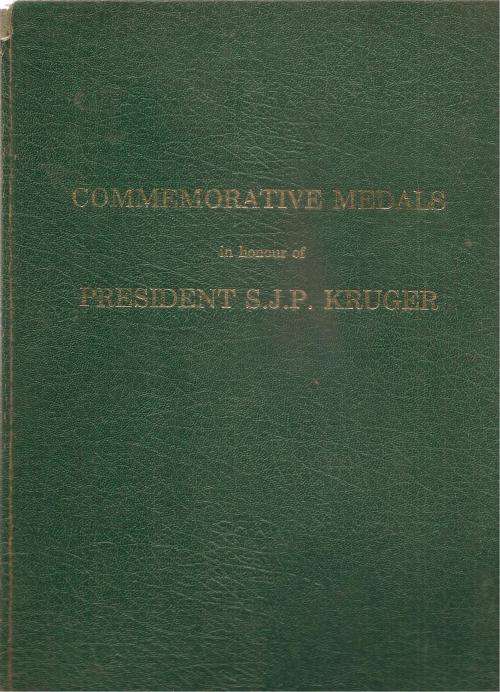 COMMEMORATIVE MEDALS
in honour of
PRESIDENT S.J.P. KRUGER